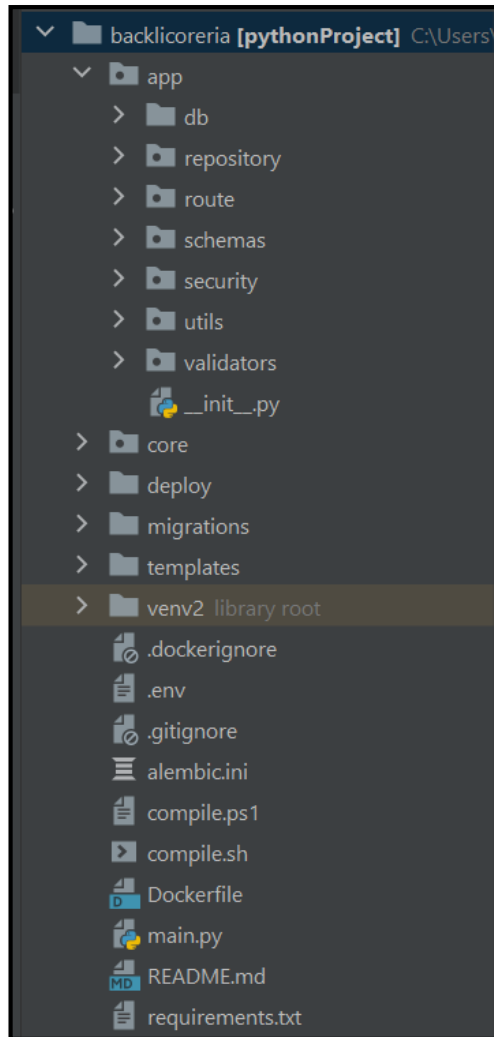 backlicoreria [pythonProject] C:\Users\
app
db
repository
route
schemas
security
utils
validators
__init__.py
core
deploy
migrations
templates
venv2 library root
.dockerignore
.env
.gitignore
alembic.ini
compile.ps1
compile.sh
D Dockerfile
main.py
MD README.md
requirements.txt